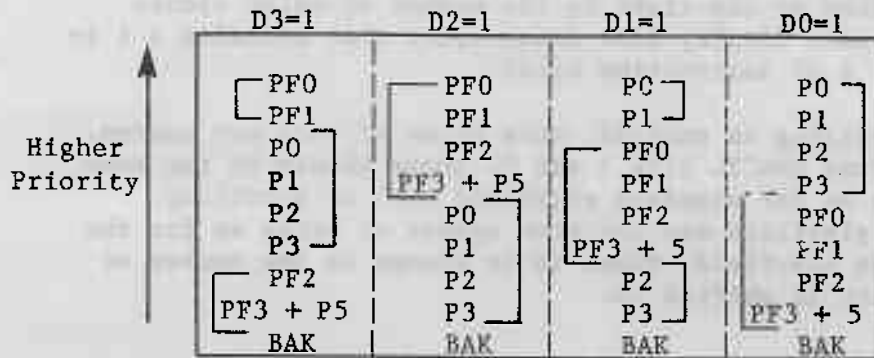 D3=1 D2=1 D1=1 D0=1
PF0 PF0 P0 P0
PF1 PF1 P1 P1
P0 PF2 PF0 P2
Higher
Priority
P1 PF3 + P5 PF1 P3
P2 P0 PF2 PF0
P3 P1 PF3 + 5 PF1
PF2 P2 P2 PF2
PF3 + P5 P3 P3 PF3 + 5
BAK BAK BAK BAK